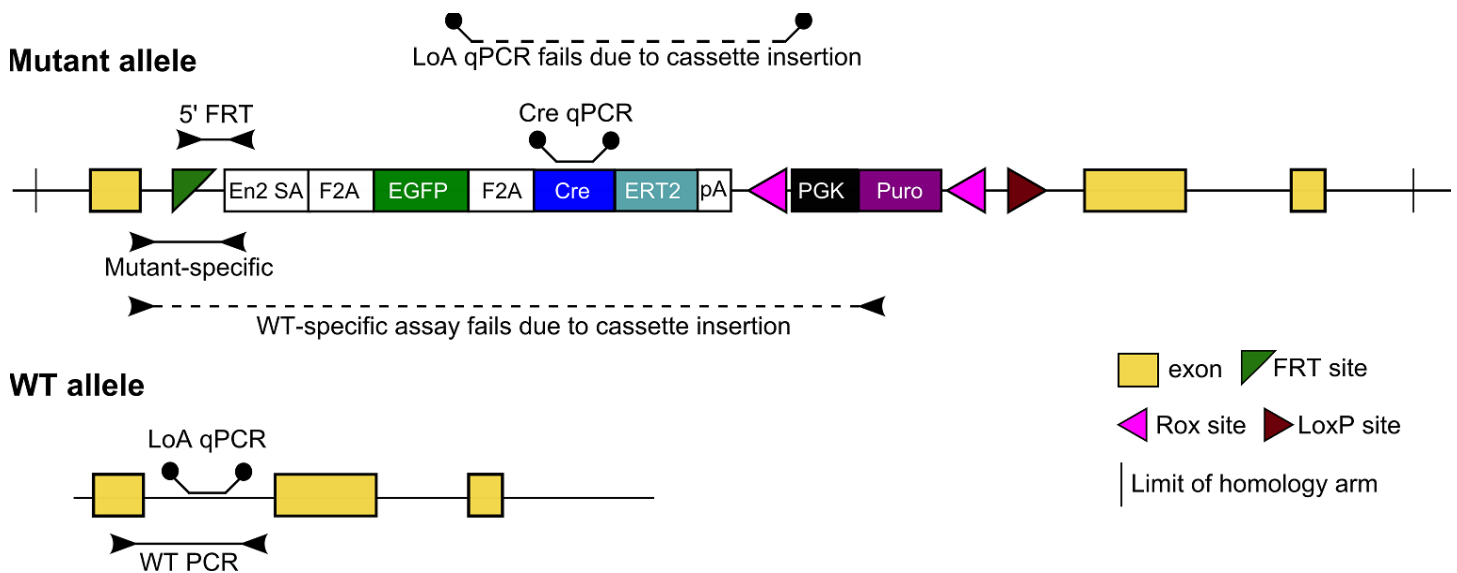 LoA qPCR fails due to cassette insertion
Mutant allele
5' FRT
Cre qPCR
En2 SA F2A EGFP F2A Cre ERT2 pA PGK Puro
Mutant-specific
WT-specific assay fails due to cassette insertion
WT allele
LoA qPCR
WT PCR
exon FRT site
Rox site LoxP site
Limit of homology arm